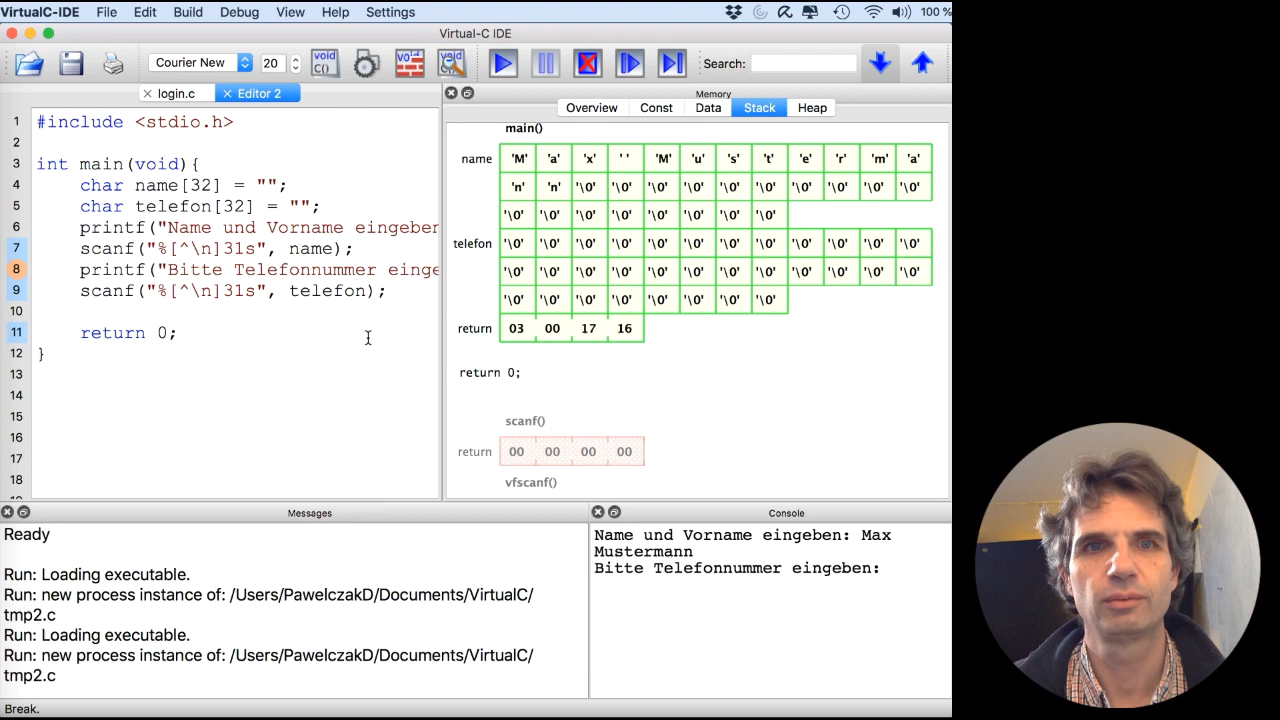 VirtualC-IDE File Edit Build Debug View Help Settings 100 %
Virtual-C IDE
Courier New 20 void C() Search:
login.c Editor 2
1 #include <stdio.h>
2
3 int main(void){
4 char name[32] = "";
5 char telefon[32] = "";
6 printf("Name und Vorname eingeben
7 scanf("%[^\n]31s", name);
8 printf("Bitte Telefonnummer einge
9 scanf("%[^\n]31s", telefon);
10
11 return 0;
12 }
13
14
15
16
17
18
Memory
Overview Const Data Stack Heap
main()
name 'M' 'a' 'x' ' ' 'M' 'u' 's' 't' 'e' 'r' 'm' 'a'
'n' 'n' '\0' '\0' '\0' '\0' '\0' '\0' '\0' '\0' '\0' '\0'
'\0' '\0' '\0' '\0' '\0' '\0' '\0' '\0'
telefon '\0' '\0' '\0' '\0' '\0' '\0' '\0' '\0' '\0' '\0' '\0' '\0'
'\0' '\0' '\0' '\0' '\0' '\0' '\0' '\0' '\0' '\0' '\0' '\0'
'\0' '\0' '\0' '\0' '\0' '\0' '\0' '\0'
return 03 00 17 16
return 0;
scanf()
return 00 00 00 00
vfscanf()
Messages
Ready
Run: Loading executable.
Run: new process instance of: /Users/PawelczakD/Documents/VirtualC/
tmp2.c
Run: Loading executable.
Run: new process instance of: /Users/PawelczakD/Documents/VirtualC/
tmp2.c
Console
Name und Vorname eingeben: Max
Mustermann
Bitte Telefonnummer eingeben:
Break.